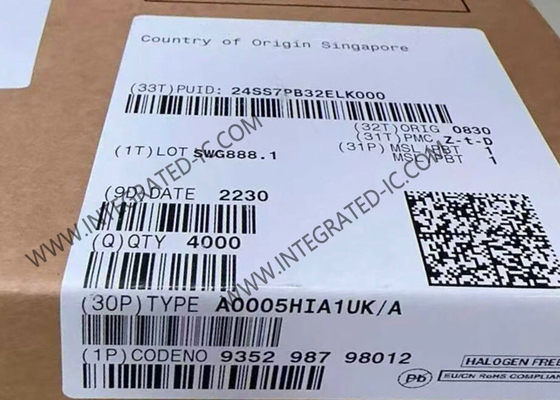 Country of Origin Singapore
(33T)PUID: 24SS7PB32ELK000
(32T)ORIG 0830
(31T)PMC Z-t-D
(1T)LOT SWG888.1
(31P) MSL/PBT 1
MSL/PBT 1
(9D)DATE 2230
(Q)QTY 4000
(30P)TYPE A0005HIA1UK/A
(1P)CODENO 9352 987 98012
HALOGEN FREE
Pb
EU/CN RoHS COMPLIAN
WWW.INTEGRATED-IC.COM
WWW.INTEGRATED-IC.COM